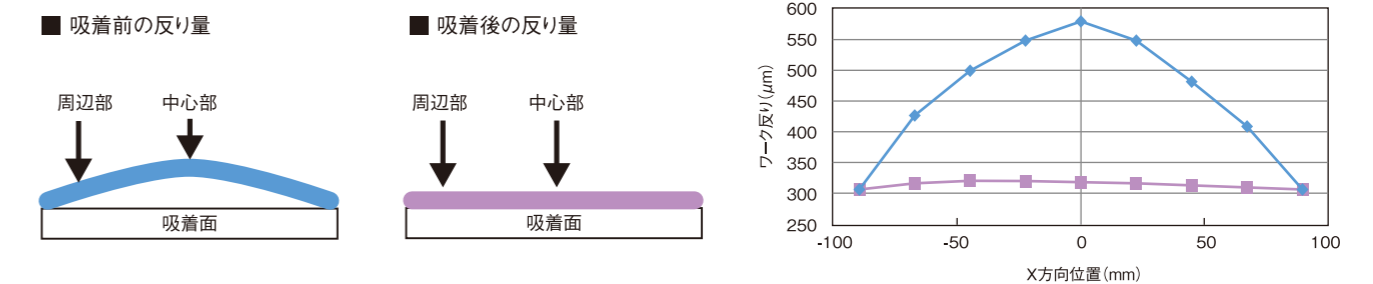 ■ 吸着前の反り量
周辺部
中心部
吸着面
■ 吸着後の反り量
周辺部
中心部
吸着面
ワーク反り(μm)
600
550
500
450
400
350
300
250
-100
-50
0
50
100
X方向位置(mm)